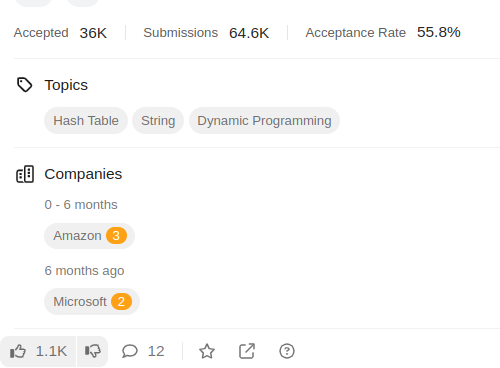 Accepted 36K Submissions 64.6K Acceptance Rate 55.8%
Topics
Hash Table String Dynamic Programming
Companies
0 - 6 months
Amazon 3
6 months ago
Microsoft 2
1.1K 12